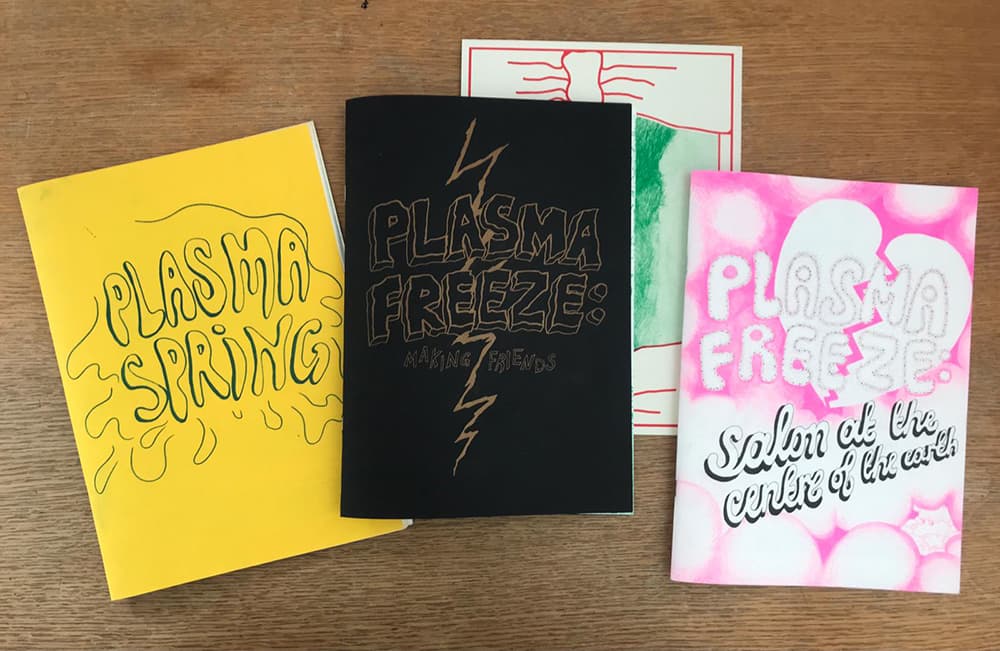 PLASMA
SPRING
PLASMA
FREEZE:
MAKING FRIENDS
PLASMA
FREEZE:
Salon at the
centre of the earth